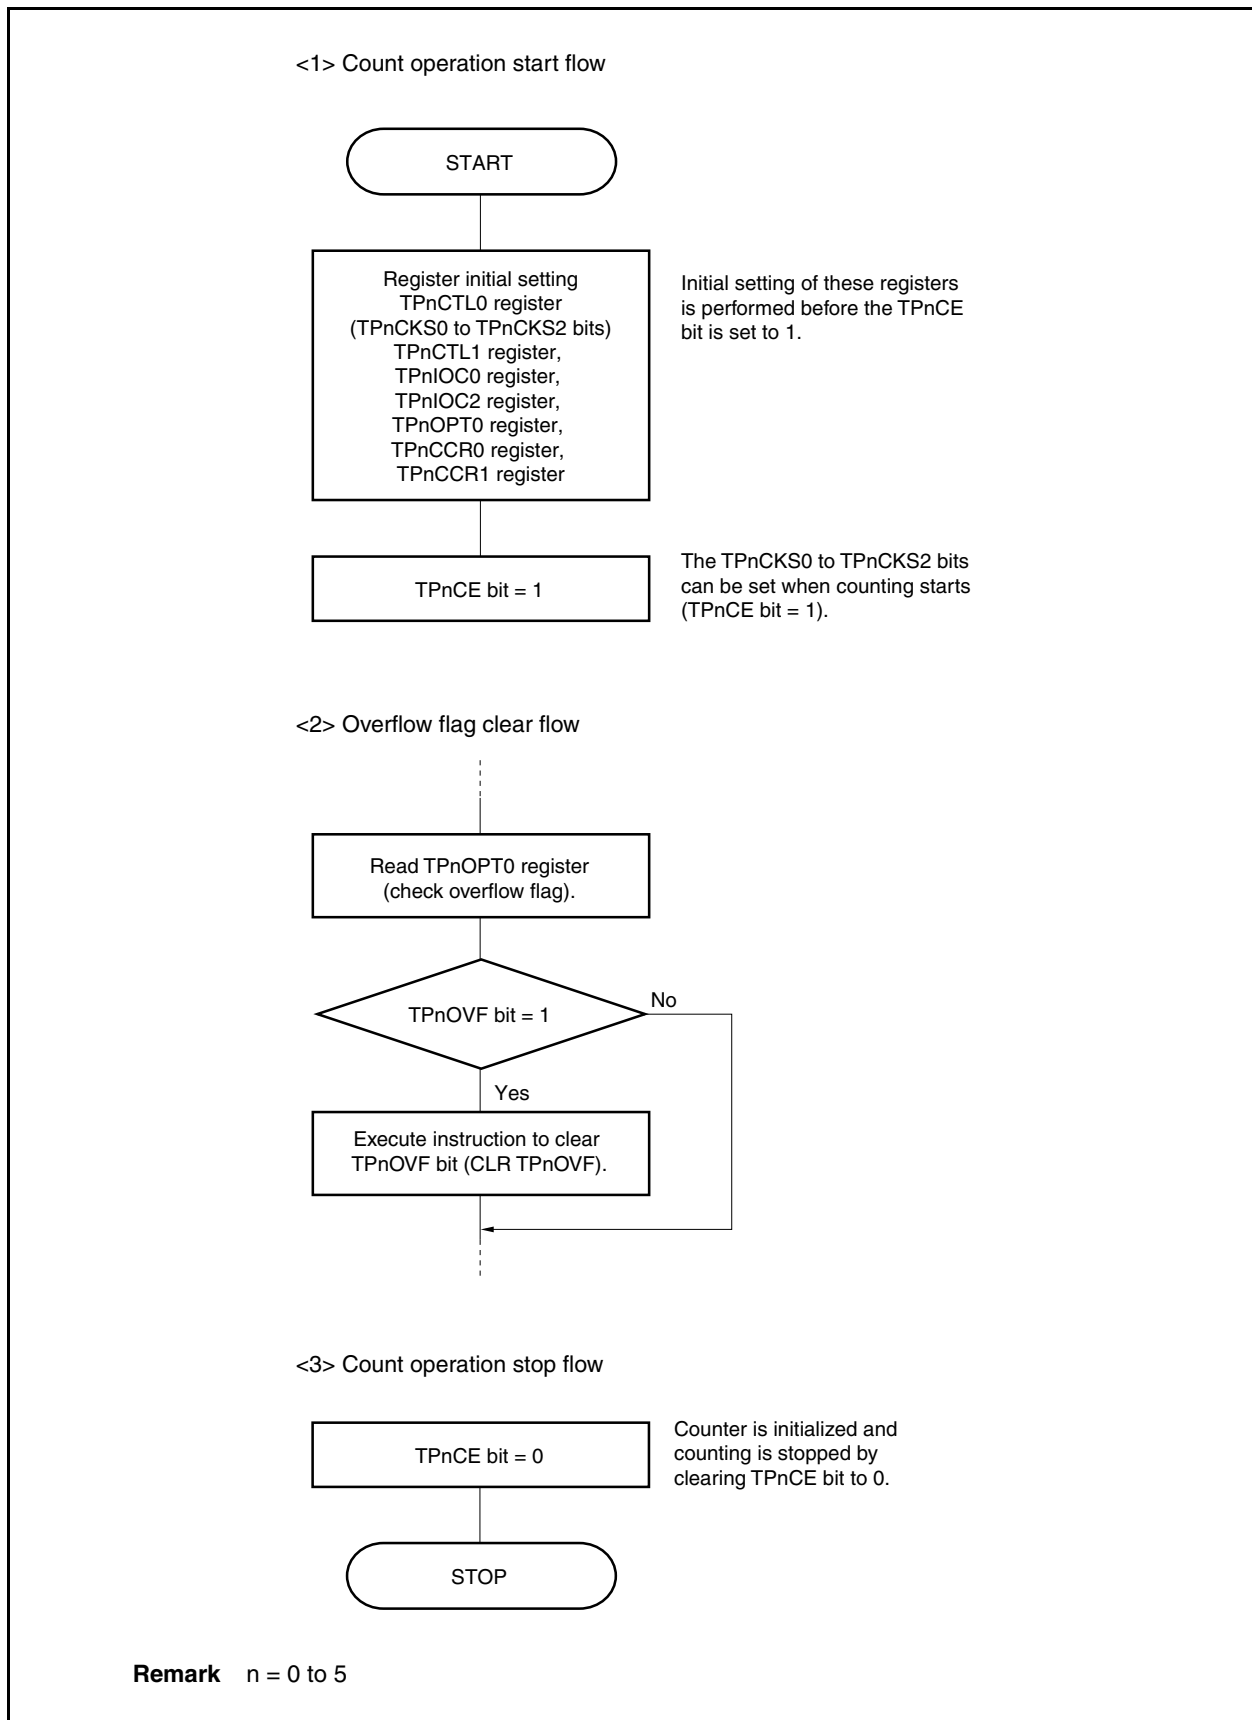 <1> Count operation start flow
START
Register initial setting
TPnCTL0 register
(TPnCKS0 to TPnCKS2 bits)
TPnCTL1 register,
TPnIOC0 register,
TPnIOC2 register,
TPnOPT0 register,
TPnCCR0 register,
TPnCCR1 register
Initial setting of these registers
is performed before the TPnCE
bit is set to 1.
TPnCE bit = 1
The TPnCKS0 to TPnCKS2 bits
can be set when counting starts
(TPnCE bit = 1).
<2> Overflow flag clear flow
Read TPnOPT0 register
(check overflow flag).
TPnOVF bit = 1
No
Yes
Execute instruction to clear
TPnOVF bit (CLR TPnOVF).
<3> Count operation stop flow
TPnCE bit = 0
Counter is initialized and
counting is stopped by
clearing TPnCE bit to 0.
STOP
Remark n = 0 to 5